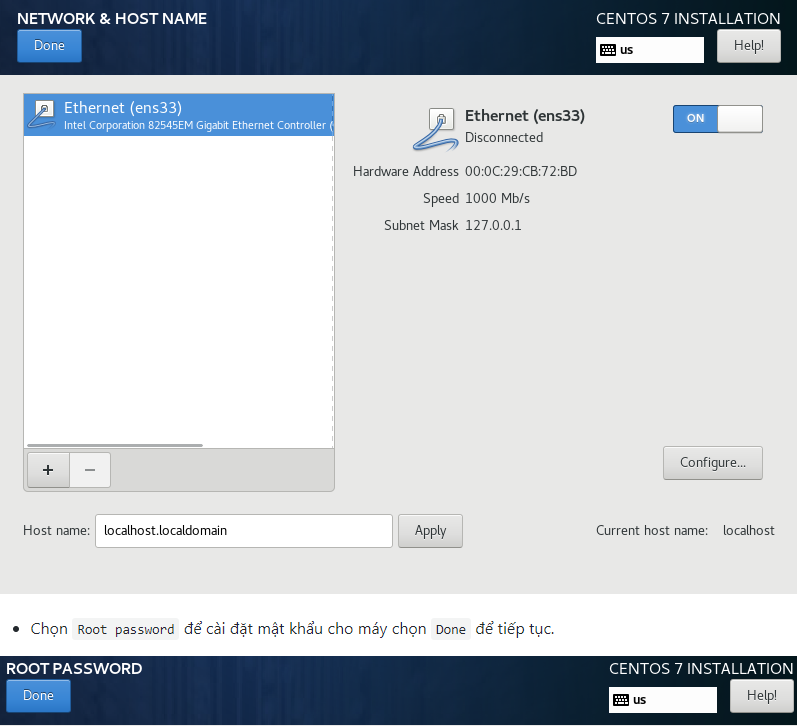 NETWORK & HOST NAME
CENTOS 7 INSTALLATION
Done
us
Help!
Ethernet (ens33)
Intel Corporation 82545EM Gigabit Ethernet Controller (
Ethernet (ens33)
Disconnected
ON
Hardware Address 00:0C:29:CB:72:BD
Speed 1000 Mb/s
Subnet Mask 127.0.0.1
+ −
Configure...
Host name: localhost.localdomain Apply Current host name: localhost
• Chọn Root password để cài đặt mật khẩu cho máy chọn Done để tiếp tục.
ROOT PASSWORD
CENTOS 7 INSTALLATION
Done
us
Help!